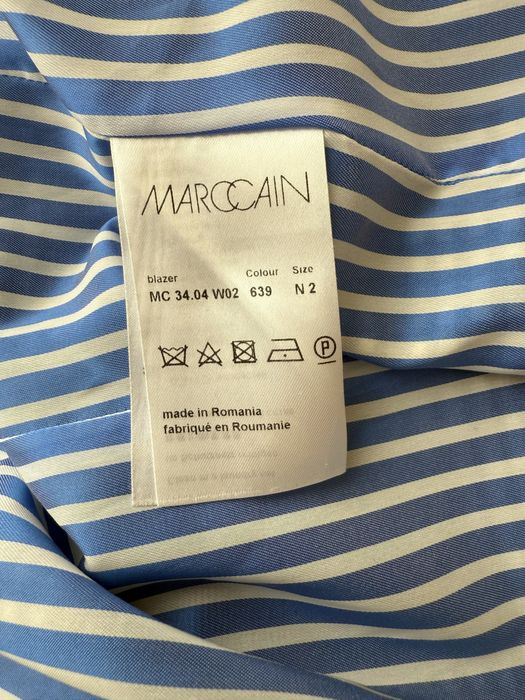 MARCCAIN
blazer Colour Size
MC 34.04 W02 639 N 2
P
made in Romania
fabriqué en Roumanie